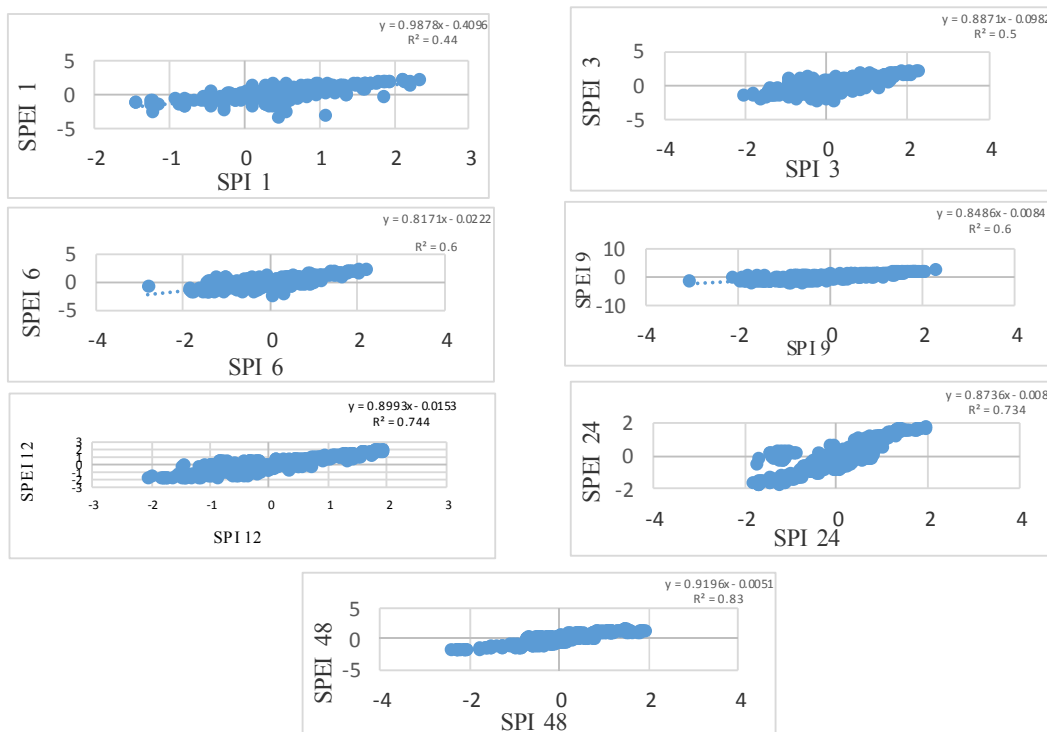 y = 0.9878x - 0.4096
R² = 0.44
5
0
-5
-2 -1 0 1 2 3
SPEI 1
SPI 1
y = 0.8871x - 0.0982
R² = 0.5
5
0
-5
-4 -2 0 2 4
SPEI 3
SPI 3
y = 0.8171x - 0.0222
R² = 0.6
5
0
-5
-4 -2 0 2 4
SPEI 6
SPI 6
y = 0.8486x - 0.0084
R² = 0.6
10
0
-10
-4 -2 0 2 4
SPEI 9
SPI 9
y = 0.8993x - 0.0153
R² = 0.744
3
2
1
0
-1
-2
-3
-3 -2 -1 0 1 2 3
SPEI 12
SPI 12
y = 0.8736x - 0.008
R² = 0.734
2
0
-2
-4 -2 0 2 4
SPEI 24
SPI 24
y = 0.9196x - 0.0051
R² = 0.83
5
0
-5
-4 -2 0 2 4
SPEI 48
SPI 48